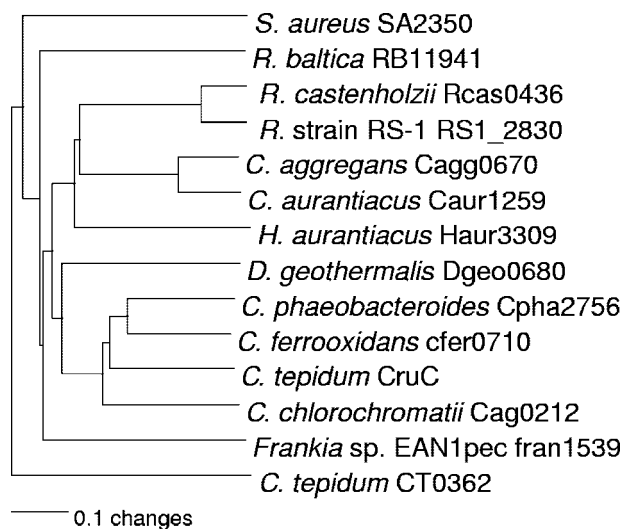 S. aureus SA2350
R. baltica RB11941
R. castenholzii Rcas0436
R. strain RS-1 RS1_2830
C. aggregans Cagg0670
C. aurantiacus Caur1259
H. aurantiacus Haur3309
D. geothermalis Dgeo0680
C. phaeobacteroides Cpha2756
C. ferrooxidans cfer0710
C. tepidum CruC
C. chlorochromatii Cag0212
Frankia sp. EAN1pec fran1539
C. tepidum CT0362
0.1 changes